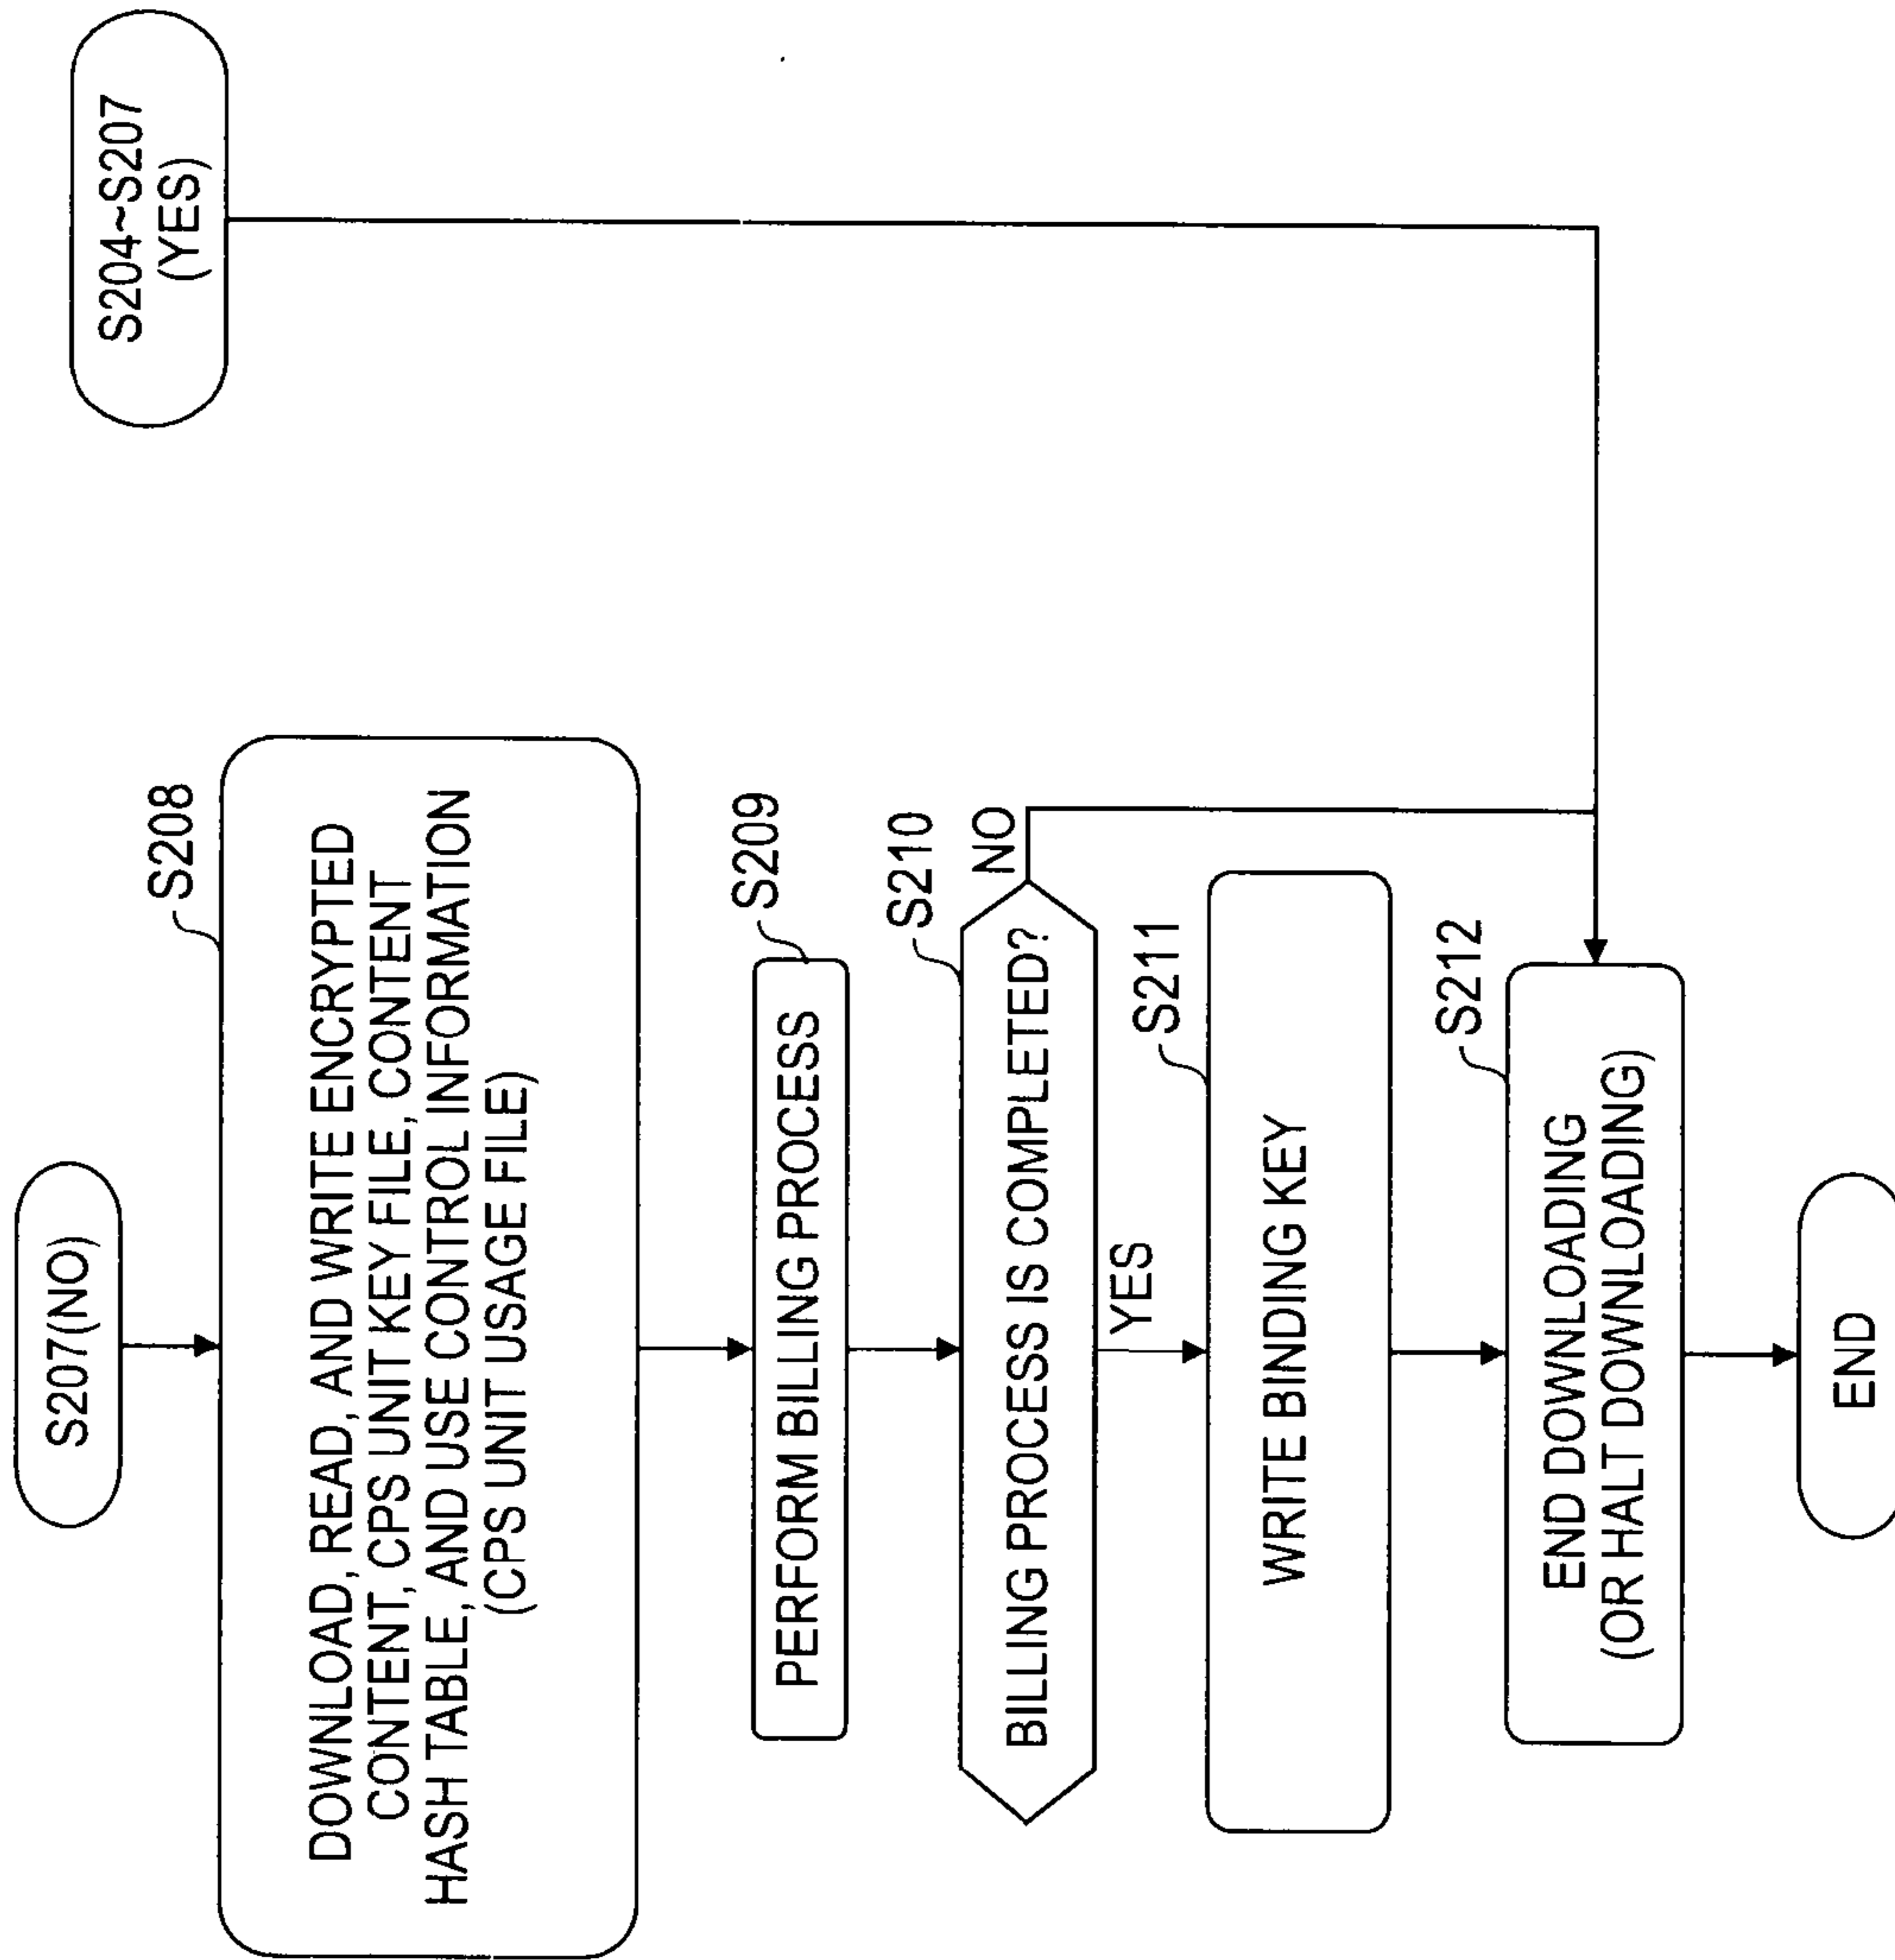 S207(NO)
S204~S207
(YES)
S208
DOWNLOAD, READ, AND WRITE ENCRYPTED
CONTENT, CPS UNIT KEY FILE, CONTENT
HASH TABLE, AND USE CONTROL INFORMATION
(CPS UNIT USAGE FILE)
S209
PERFORM BILLING PROCESS
S210
BILLING PROCESS IS COMPLETED?
NO
YES
S211
WRITE BINDING KEY
S212
END DOWNLOADING
(OR HALT DOWNLOADING)
END